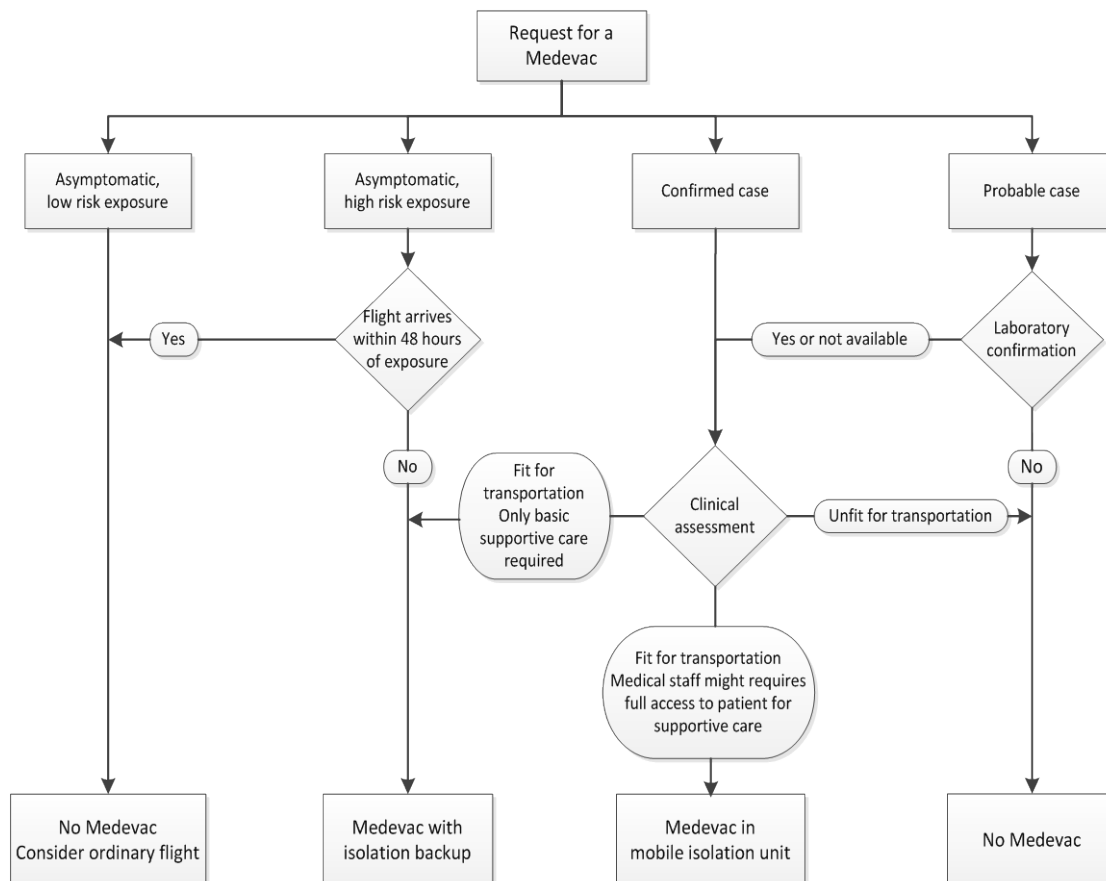 Request for a
Medevac
Asymptomatic,
low risk exposure
Asymptomatic,
high risk exposure
Confirmed case
Probable case
Flight arrives
within 48 hours
of exposure
Yes
Yes or not available
Laboratory
confirmation
No
Fit for
transportation
Only basic
supportive care
required
Clinical
assessment
Unfit for transportation
No
Fit for transportation
Medical staff might requires
full access to patient for
supportive care
No Medevac
Consider ordinary flight
Medevac with
isolation backup
Medevac in
mobile isolation unit
No Medevac